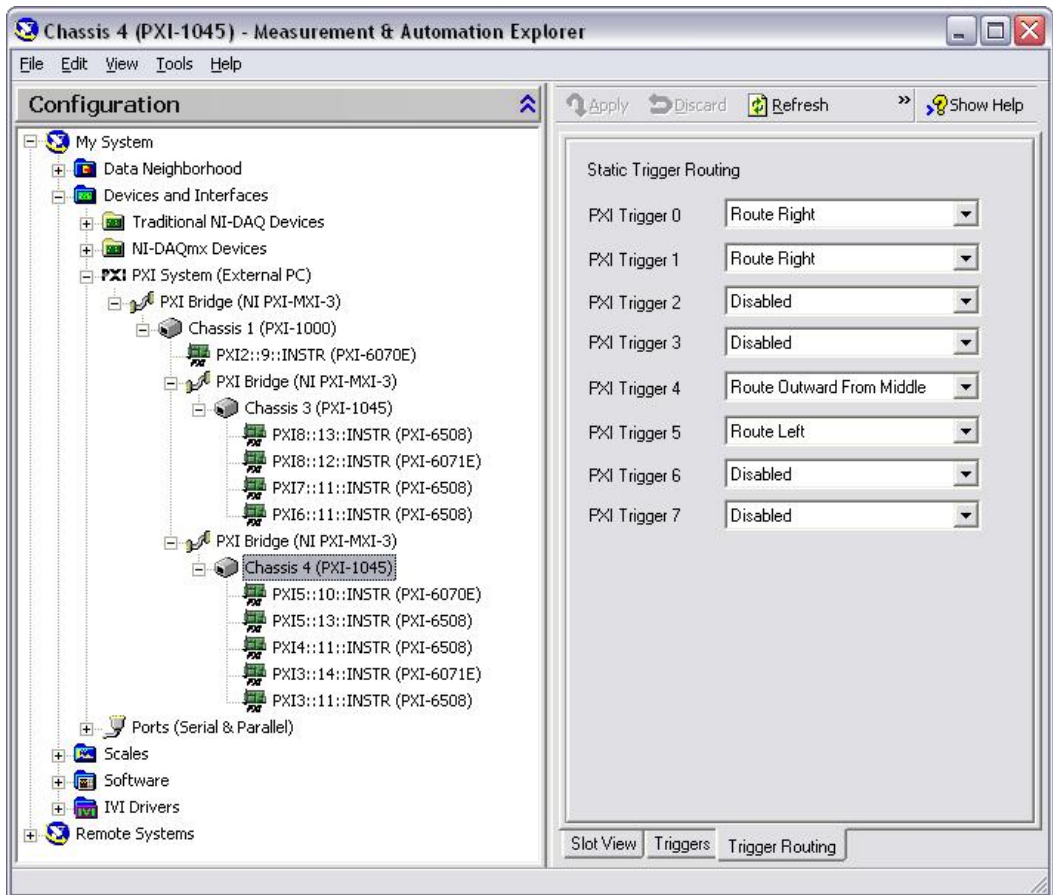 Chassis 4 (PXI-1045) - Measurement & Automation Explorer
File Edit View Tools Help
Configuration
My System
Data Neighborhood
Devices and Interfaces
Traditional NI-DAQ Devices
NI-DAQmx Devices
PXI PXI System (External PC)
PXI Bridge (NI PXI-MXI-3)
Chassis 1 (PXI-1000)
PXI2::9::INSTR (PXI-6070E)
PXI Bridge (NI PXI-MXI-3)
Chassis 3 (PXI-1045)
PXI8::13::INSTR (PXI-6508)
PXI8::12::INSTR (PXI-6071E)
PXI7::11::INSTR (PXI-6508)
PXI6::11::INSTR (PXI-6508)
PXI Bridge (NI PXI-MXI-3)
Chassis 4 (PXI-1045)
PXI5::10::INSTR (PXI-6070E)
PXI5::13::INSTR (PXI-6508)
PXI4::11::INSTR (PXI-6508)
PXI3::14::INSTR (PXI-6071E)
PXI3::11::INSTR (PXI-6508)
Ports (Serial & Parallel)
Scales
Software
IVI Drivers
Remote Systems
Apply Discard Refresh » Show Help
Static Trigger Routing
PXI Trigger 0 Route Right
PXI Trigger 1 Route Right
PXI Trigger 2 Disabled
PXI Trigger 3 Disabled
PXI Trigger 4 Route Outward From Middle
PXI Trigger 5 Route Left
PXI Trigger 6 Disabled
PXI Trigger 7 Disabled
Slot View Triggers Trigger Routing